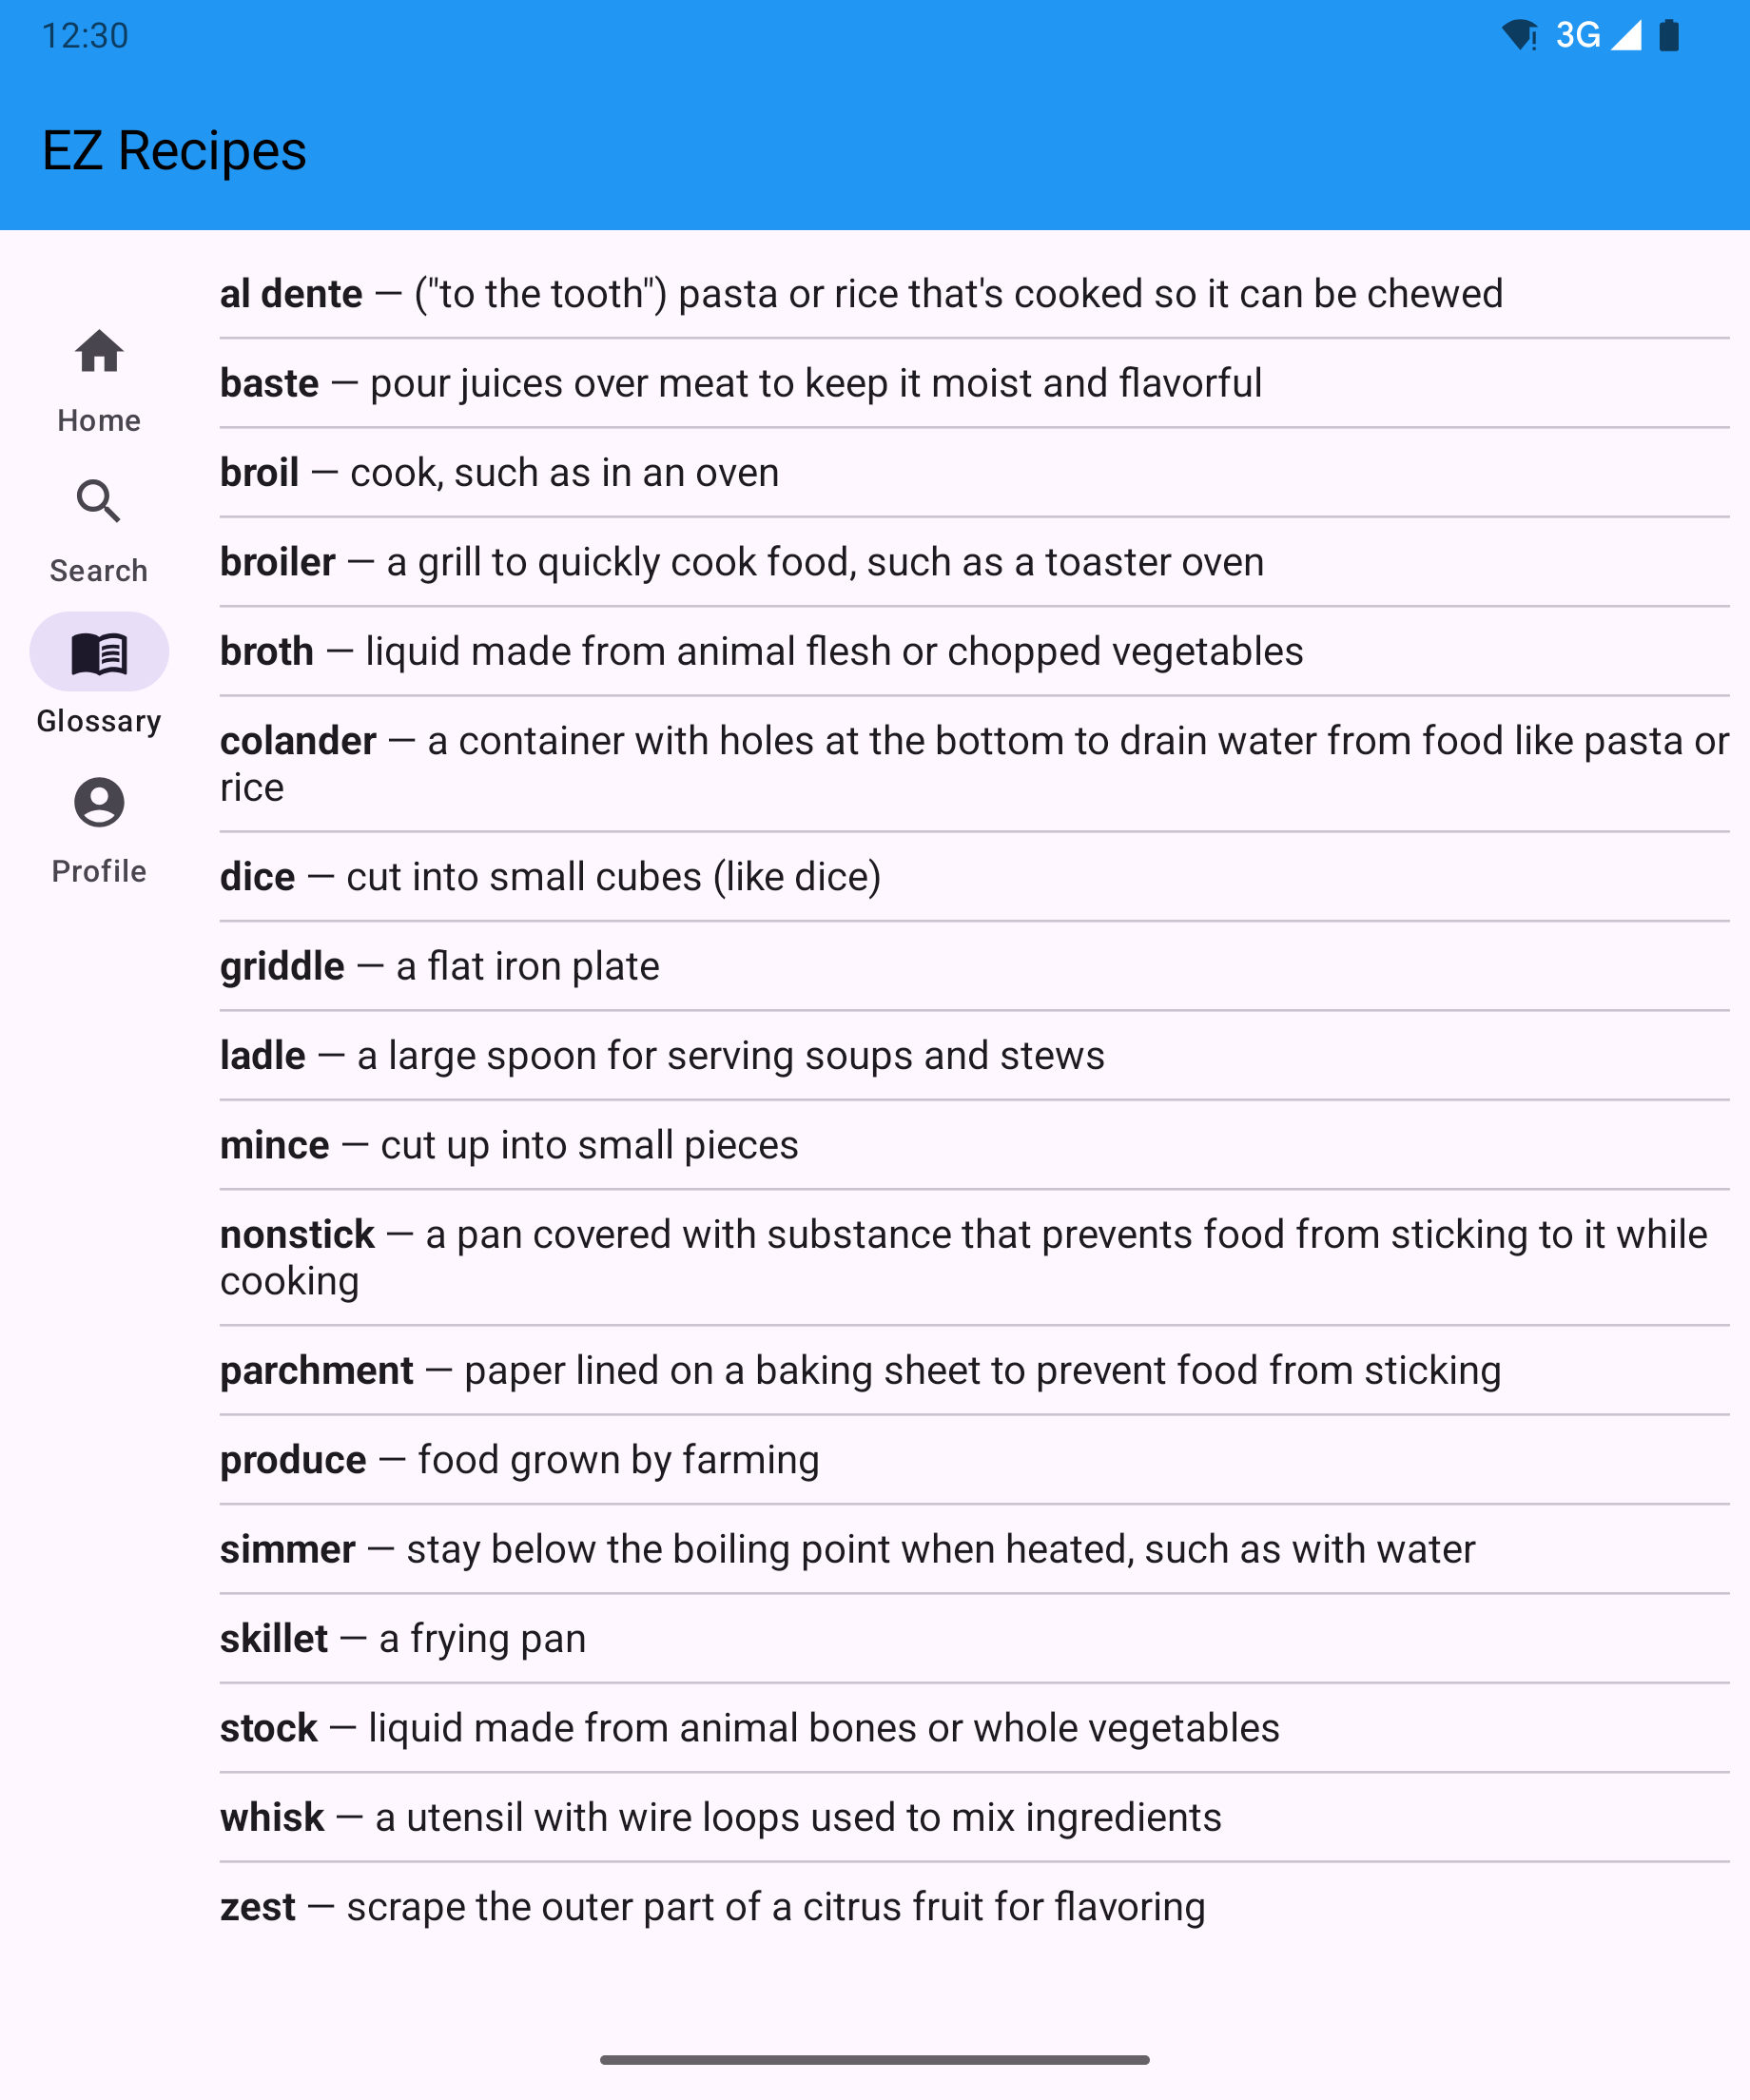 12:30
3G
EZ Recipes
Home
Search
Glossary
Profile
al dente — ("to the tooth") pasta or rice that's cooked so it can be chewed
baste — pour juices over meat to keep it moist and flavorful
broil — cook, such as in an oven
broiler — a grill to quickly cook food, such as a toaster oven
broth — liquid made from animal flesh or chopped vegetables
colander — a container with holes at the bottom to drain water from food like pasta or
rice
dice — cut into small cubes (like dice)
griddle — a flat iron plate
ladle — a large spoon for serving soups and stews
mince — cut up into small pieces
nonstick — a pan covered with substance that prevents food from sticking to it while
cooking
parchment — paper lined on a baking sheet to prevent food from sticking
produce — food grown by farming
simmer — stay below the boiling point when heated, such as with water
skillet — a frying pan
stock — liquid made from animal bones or whole vegetables
whisk — a utensil with wire loops used to mix ingredients
zest — scrape the outer part of a citrus fruit for flavoring